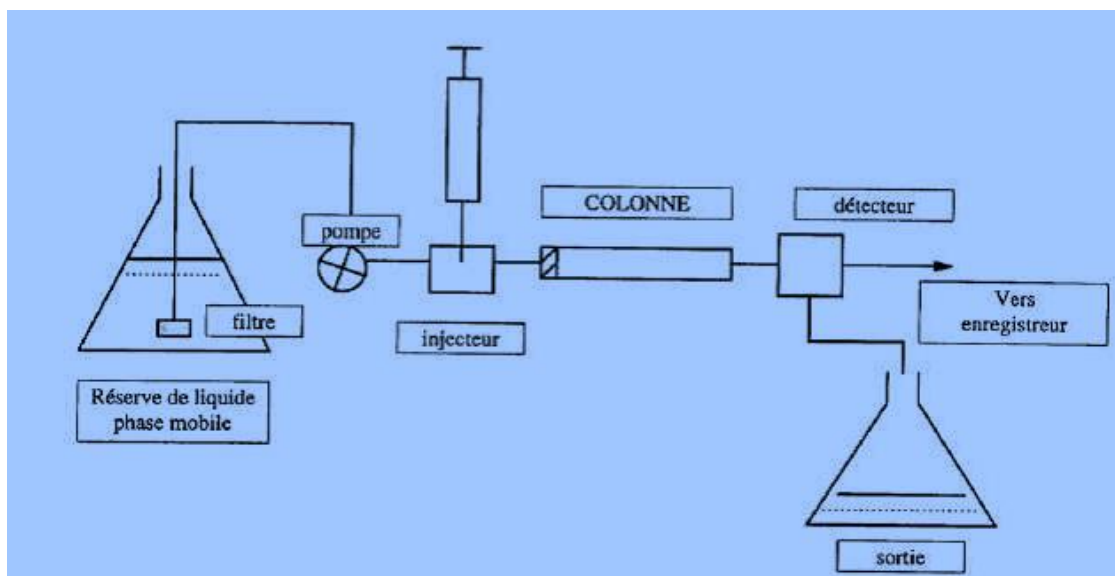 COLONNE
détecteur
pompe
filtre
injecteur
Vers
enregistreur
Réserve de liquide
phase mobile
sortie